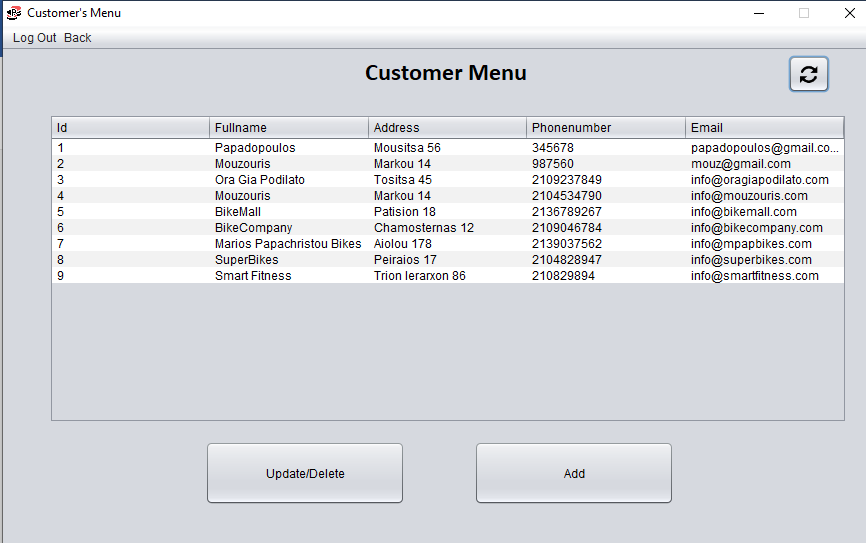 Customer's Menu
Log Out Back
Customer Menu
Id Fullname Address Phonenumber Email
1 Papadopoulos Mousitsa 56 345678 papadopoulos@gmail.co...
2 Mouzouris Markou 14 987560 mouz@gmail.com
3 Ora Gia Podilato Tositsa 45 2109237849 info@oragiapodilato.com
4 Mouzouris Markou 14 2104534790 info@mouzouris.com
5 BikeMall Patision 18 2136789267 info@bikemall.com
6 BikeCompany Chamosternas 12 2109046784 info@bikecompany.com
7 Marios Papachristou Bikes Aiolou 178 2139037562 info@mpapbikes.com
8 SuperBikes Peiraios 17 2104828947 info@superbikes.com
9 Smart Fitness Trion Ierarxon 86 210829894 info@smartfitness.com
Update/Delete Add